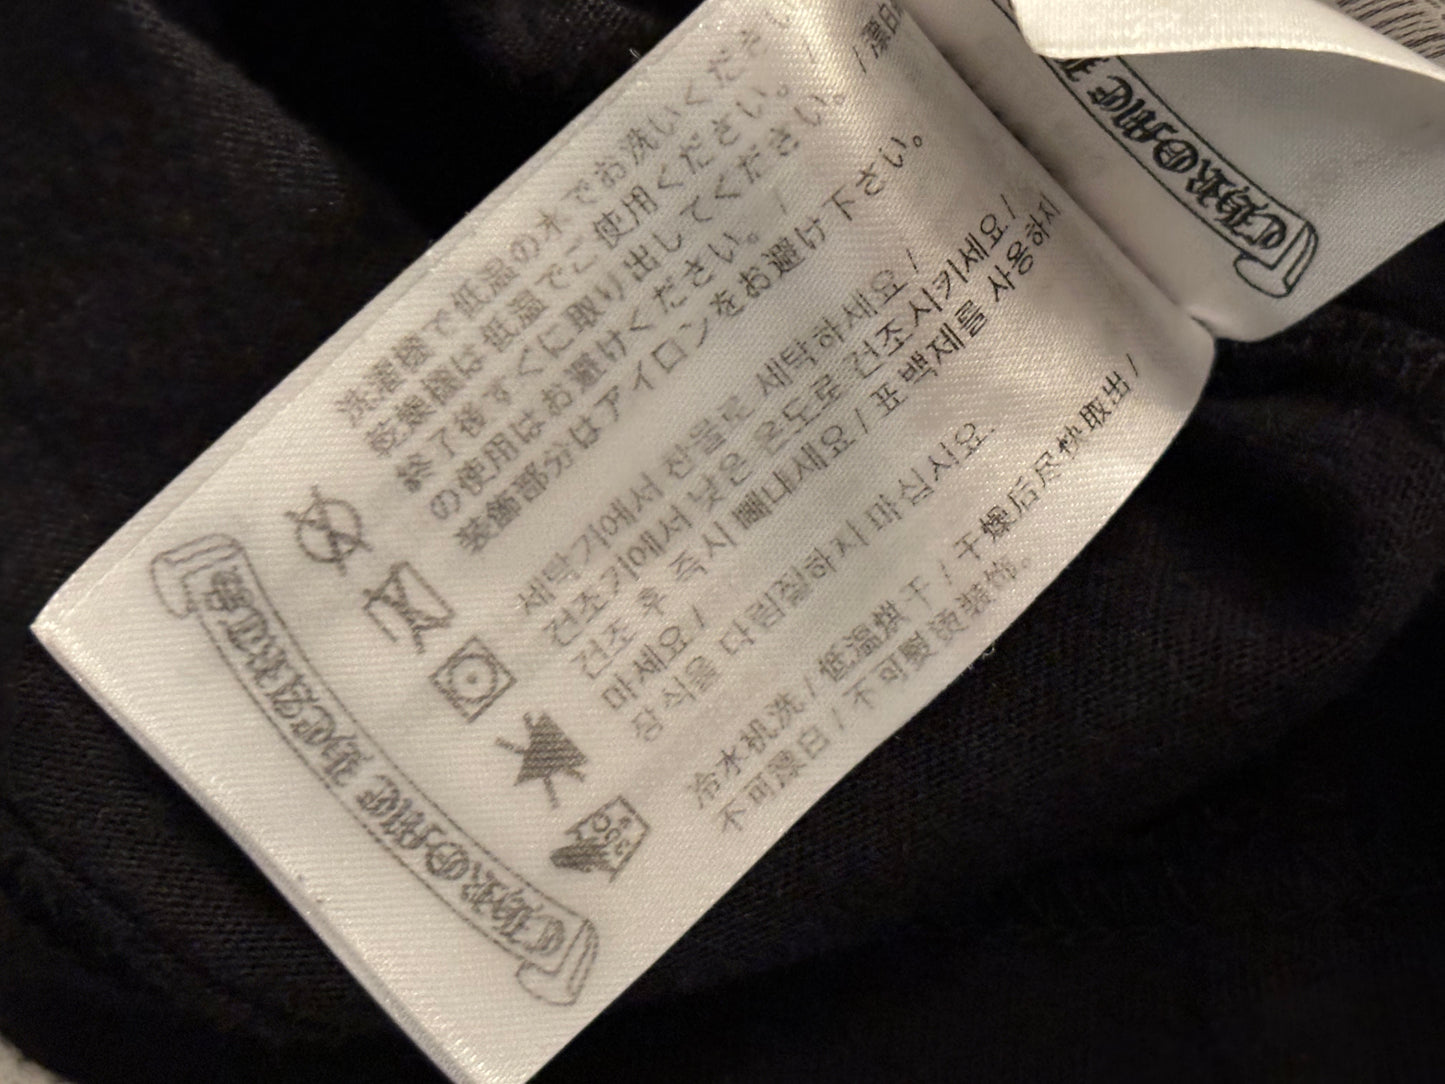 洗濯機で低温の水でお洗いくださ
乾燥機は低温でご使用ください。 /
終了後すぐに取り出してください。 / 漂白
の使用はお避けください。 /
装飾部分はアイロンをお避け下さい。
세탁기에서 찬물로 세탁하세요 /
건조기에서 낮은 온도로 건조시키세요 /
건조 후 즉시 빼내세요 / 표백제를 사용하지
마세요 /
장식을 다림질하지 마십시요.
冷水机洗 / 低温烘干 / 干燥后尽快取出 /
不可漂白 / 不可熨烫装饰。
CHROME HEARTS
CHROME